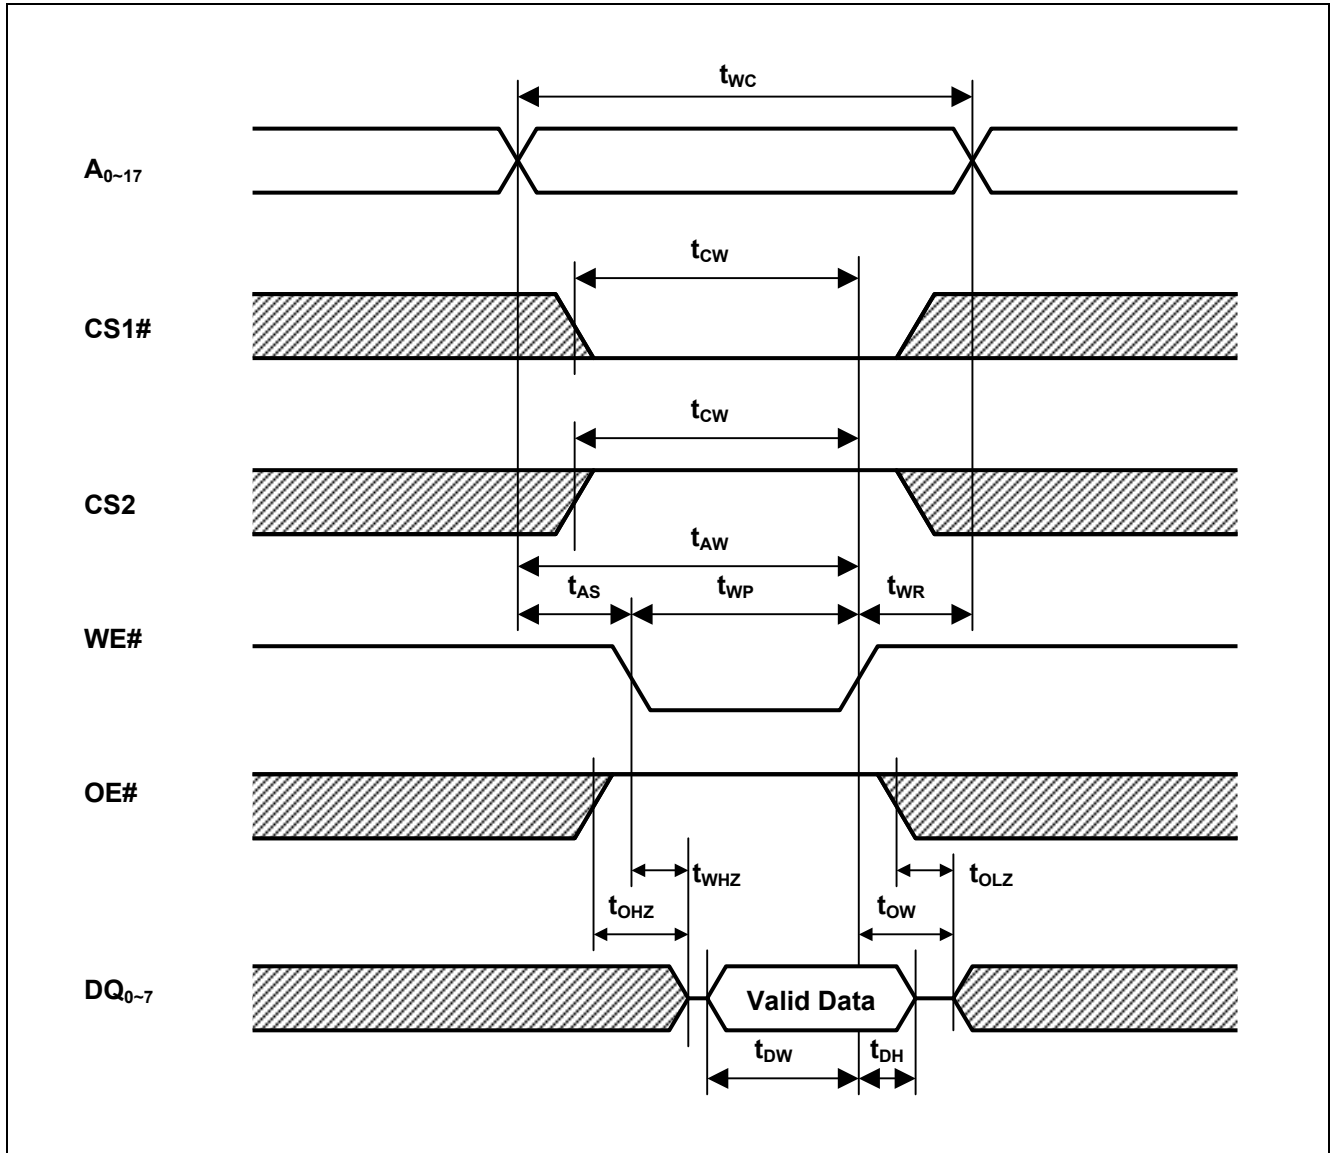 tWC
A0~17
tCW
CS1#
tCW
CS2
tAW
tAS tWP tWR
WE#
OE#
tWHZ tOLZ
tOHZ tOW
DQ0~7 Valid Data
tDW tDH